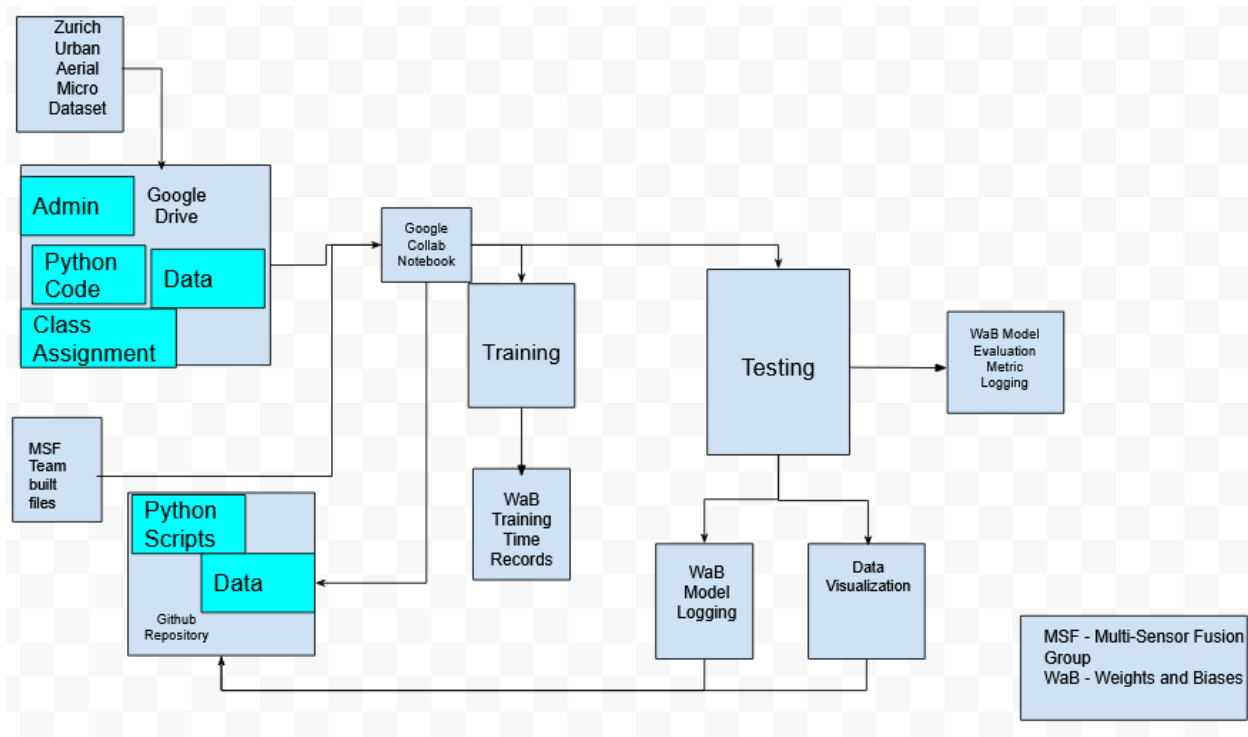 Zurich
Urban
Aerial
Micro
Dataset
Admin
Google
Drive
Python
Code
Data
Class
Assignment
MSF
Team
built
files
Python
Scripts
Data
Github
Repository
Google
Collab
Notebook
Training
WaB
Training
Time
Records
Testing
WaB Model
Evaluation
Metric
Logging
WaB
Model
Logging
Data
Visualization
MSF - Multi-Sensor Fusion
Group
WaB - Weights and Biases